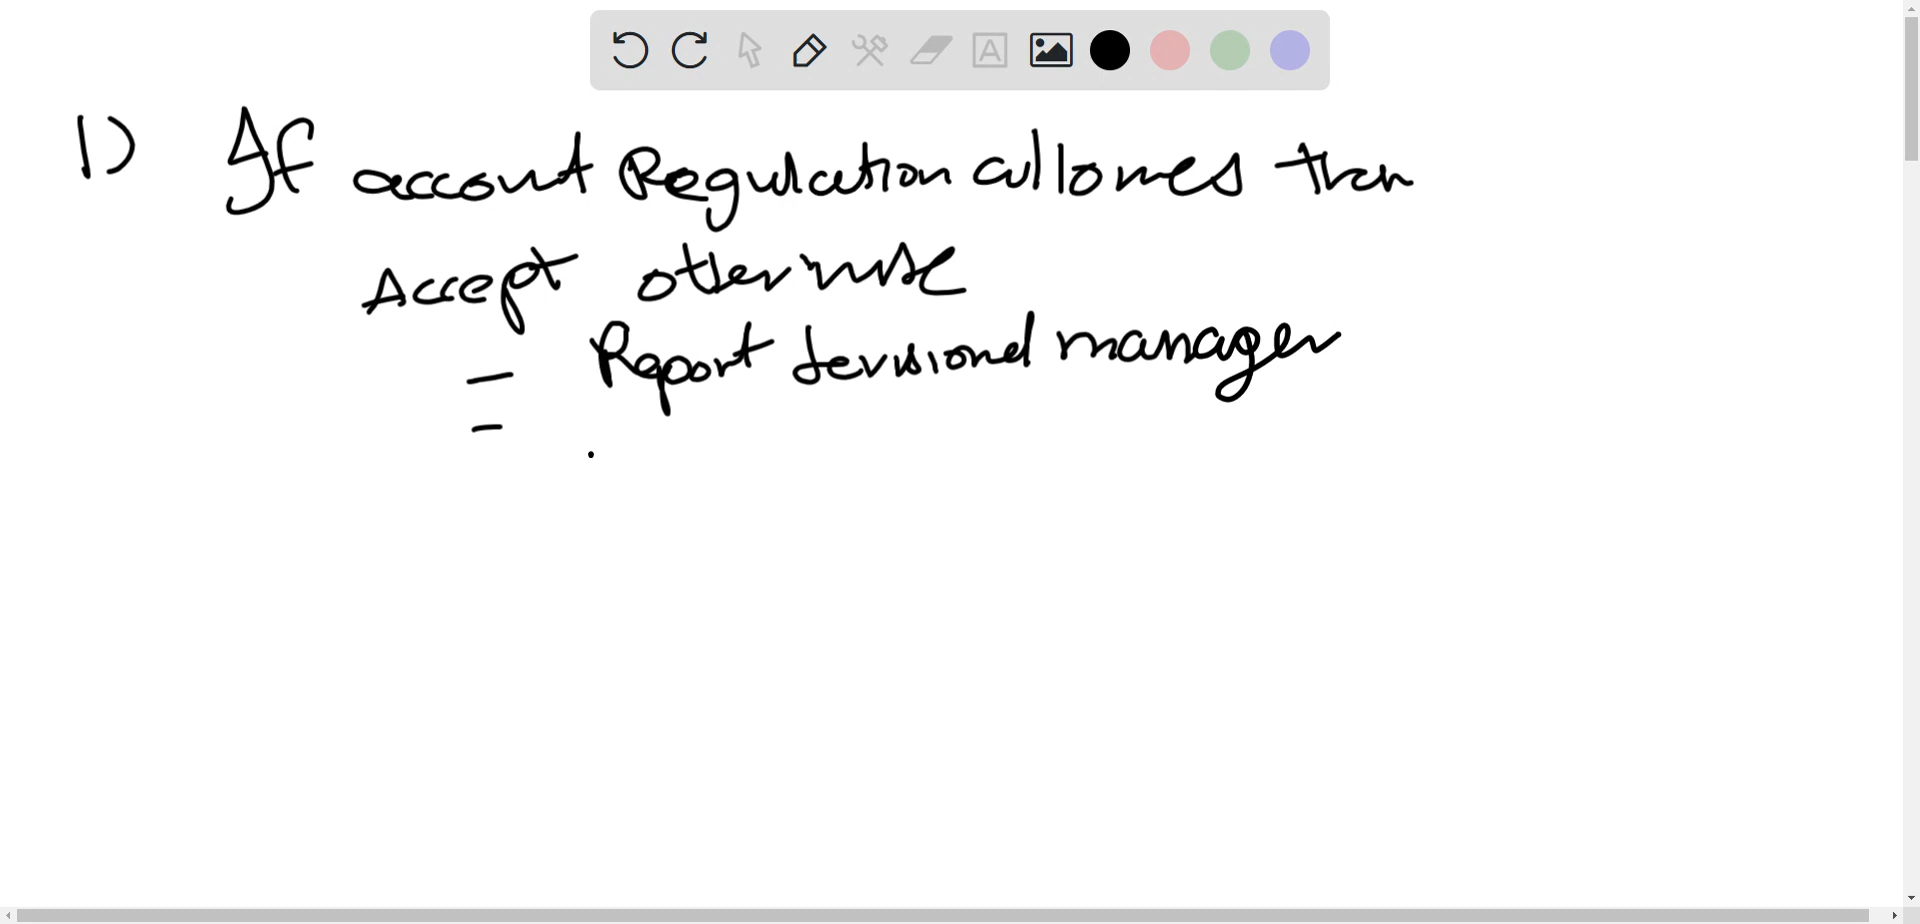 1) If account Regulation allowes then
Accept otherwise
- Report devisional manager
-